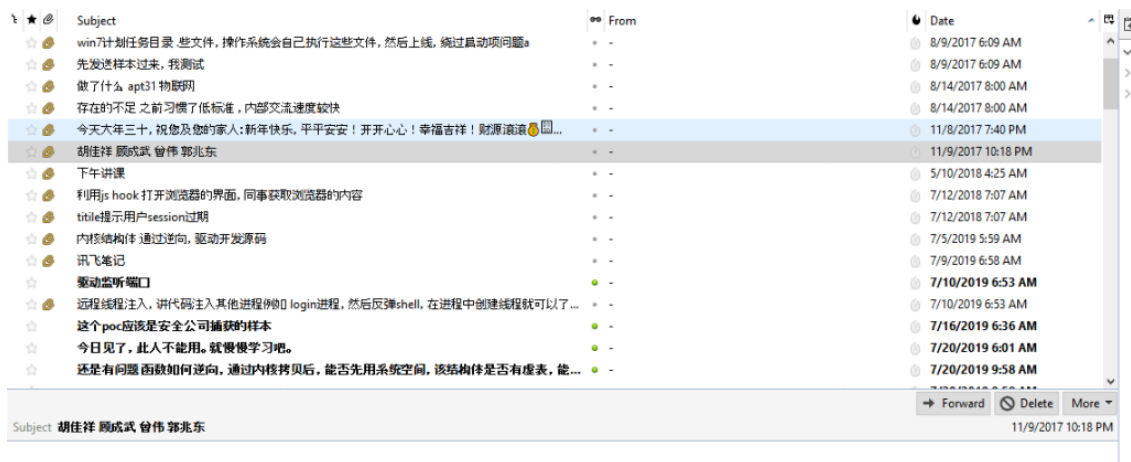 Subject From Date
win7计划任务目录 些文件, 操作系统会自己执行这些文件, 然后上线, 绕过启动项问题a - 8/9/2017 6:09 AM
先发送样本过来, 我测试 - 8/9/2017 6:09 AM
做了什么 apt31 物联网 - 8/14/2017 8:00 AM
存在的不足 之前习惯了低标准 , 内部交流速度较快 - 8/14/2017 8:00 AM
今天大年三十, 祝您及您的家人:新年快乐, 平平安安！开开心心！幸福吉祥！财源滚滚💰... - 11/8/2017 7:40 PM
胡佳祥 顾成武 曾伟 郭兆东 - 11/9/2017 10:18 PM
下午讲课 - 5/10/2018 4:25 AM
利用js hook 打开浏览器的界面, 同事获取浏览器的内容 - 7/12/2018 7:07 AM
titile提示用户session过期 - 7/12/2018 7:07 AM
内核结构体 通过逆向, 驱动开发源码 - 7/5/2019 5:59 AM
讯飞笔记 - 7/9/2019 6:58 AM
驱动监听端口 - 7/10/2019 6:53 AM
远程线程注入, 讲代码注入其他进程例如 login进程, 然后反弹shell, 在进程中创建线程就可以了... - 7/10/2019 6:53 AM
这个poc应该是安全公司捕获的样本 - 7/16/2019 6:36 AM
今日见了, 此人不能用。就慢慢学习吧。 - 7/20/2019 6:01 AM
还是有问题 函数如何逆向, 通过内核拷贝后, 能否先用系统空间, 该结构体是否有虚表, 能... - 7/20/2019 9:58 AM
Forward Delete More
Subject 胡佳祥 顾成武 曾伟 郭兆东 11/9/2017 10:18 PM